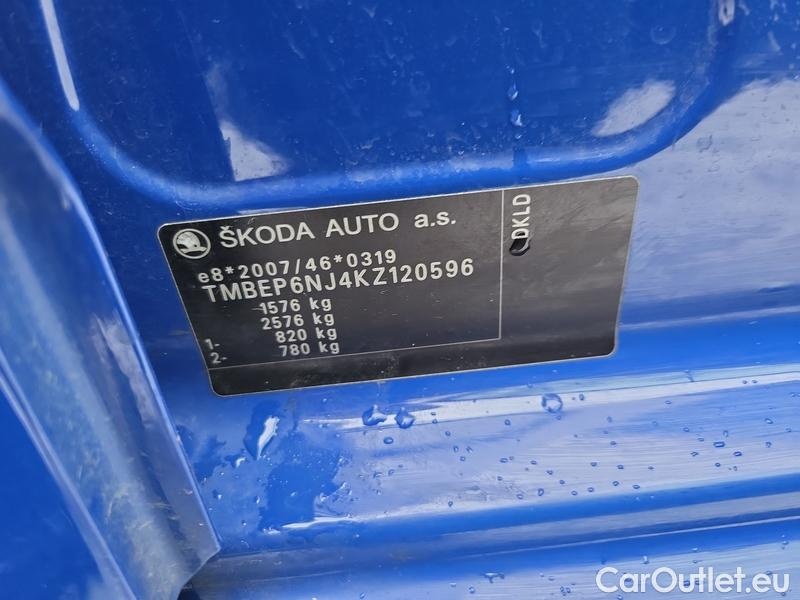 ŠKODA AUTO a.s.
e8*2007/46*0319
TMBEP6NJ4KZ120596
1576 kg
2576 kg
1- 820 kg
2- 780 kg
DKLD
CarOutlet.eu